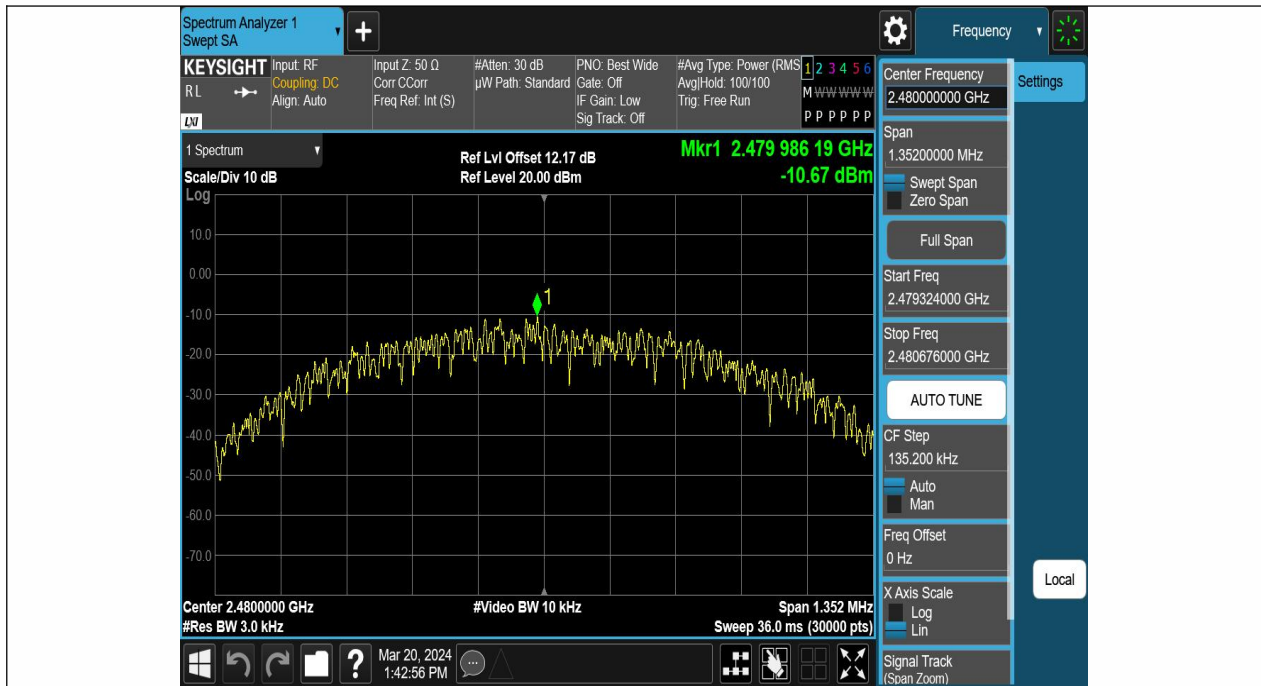 Spectrum Analyzer 1
Swept SA
+
Frequency
KEYSIGHT
R L
LXI
Input: RF
Coupling: DC
Align: Auto
Input Z: 50 Ω
Corr CCorr
Freq Ref: Int (S)
#Atten: 30 dB
µW Path: Standard
PNO: Best Wide
Gate: Off
IF Gain: Low
Sig Track: Off
#Avg Type: Power (RMS
Avg|Hold: 100/100
Trig: Free Run
1 2 3 4 5 6
M W W W W W
P P P P P P
1 Spectrum
Scale/Div 10 dB
Ref Lvl Offset 12.17 dB
Ref Level 20.00 dBm
Mkr1 2.479 986 19 GHz
-10.67 dBm
Log
10.0
0.00
-10.0
-20.0
-30.0
-40.0
-50.0
-60.0
-70.0
1
Center 2.4800000 GHz
#Res BW 3.0 kHz
#Video BW 10 kHz
Span 1.352 MHz
Sweep 36.0 ms (30000 pts)
?
Mar 20, 2024
1:42:56 PM
Center Frequency
2.480000000 GHz
Settings
Span
1.35200000 MHz
Swept Span
Zero Span
Full Span
Start Freq
2.479324000 GHz
Stop Freq
2.480676000 GHz
AUTO TUNE
CF Step
135.200 kHz
Auto
Man
Freq Offset
0 Hz
X Axis Scale
Log
Lin
Local
Signal Track
(Span Zoom)